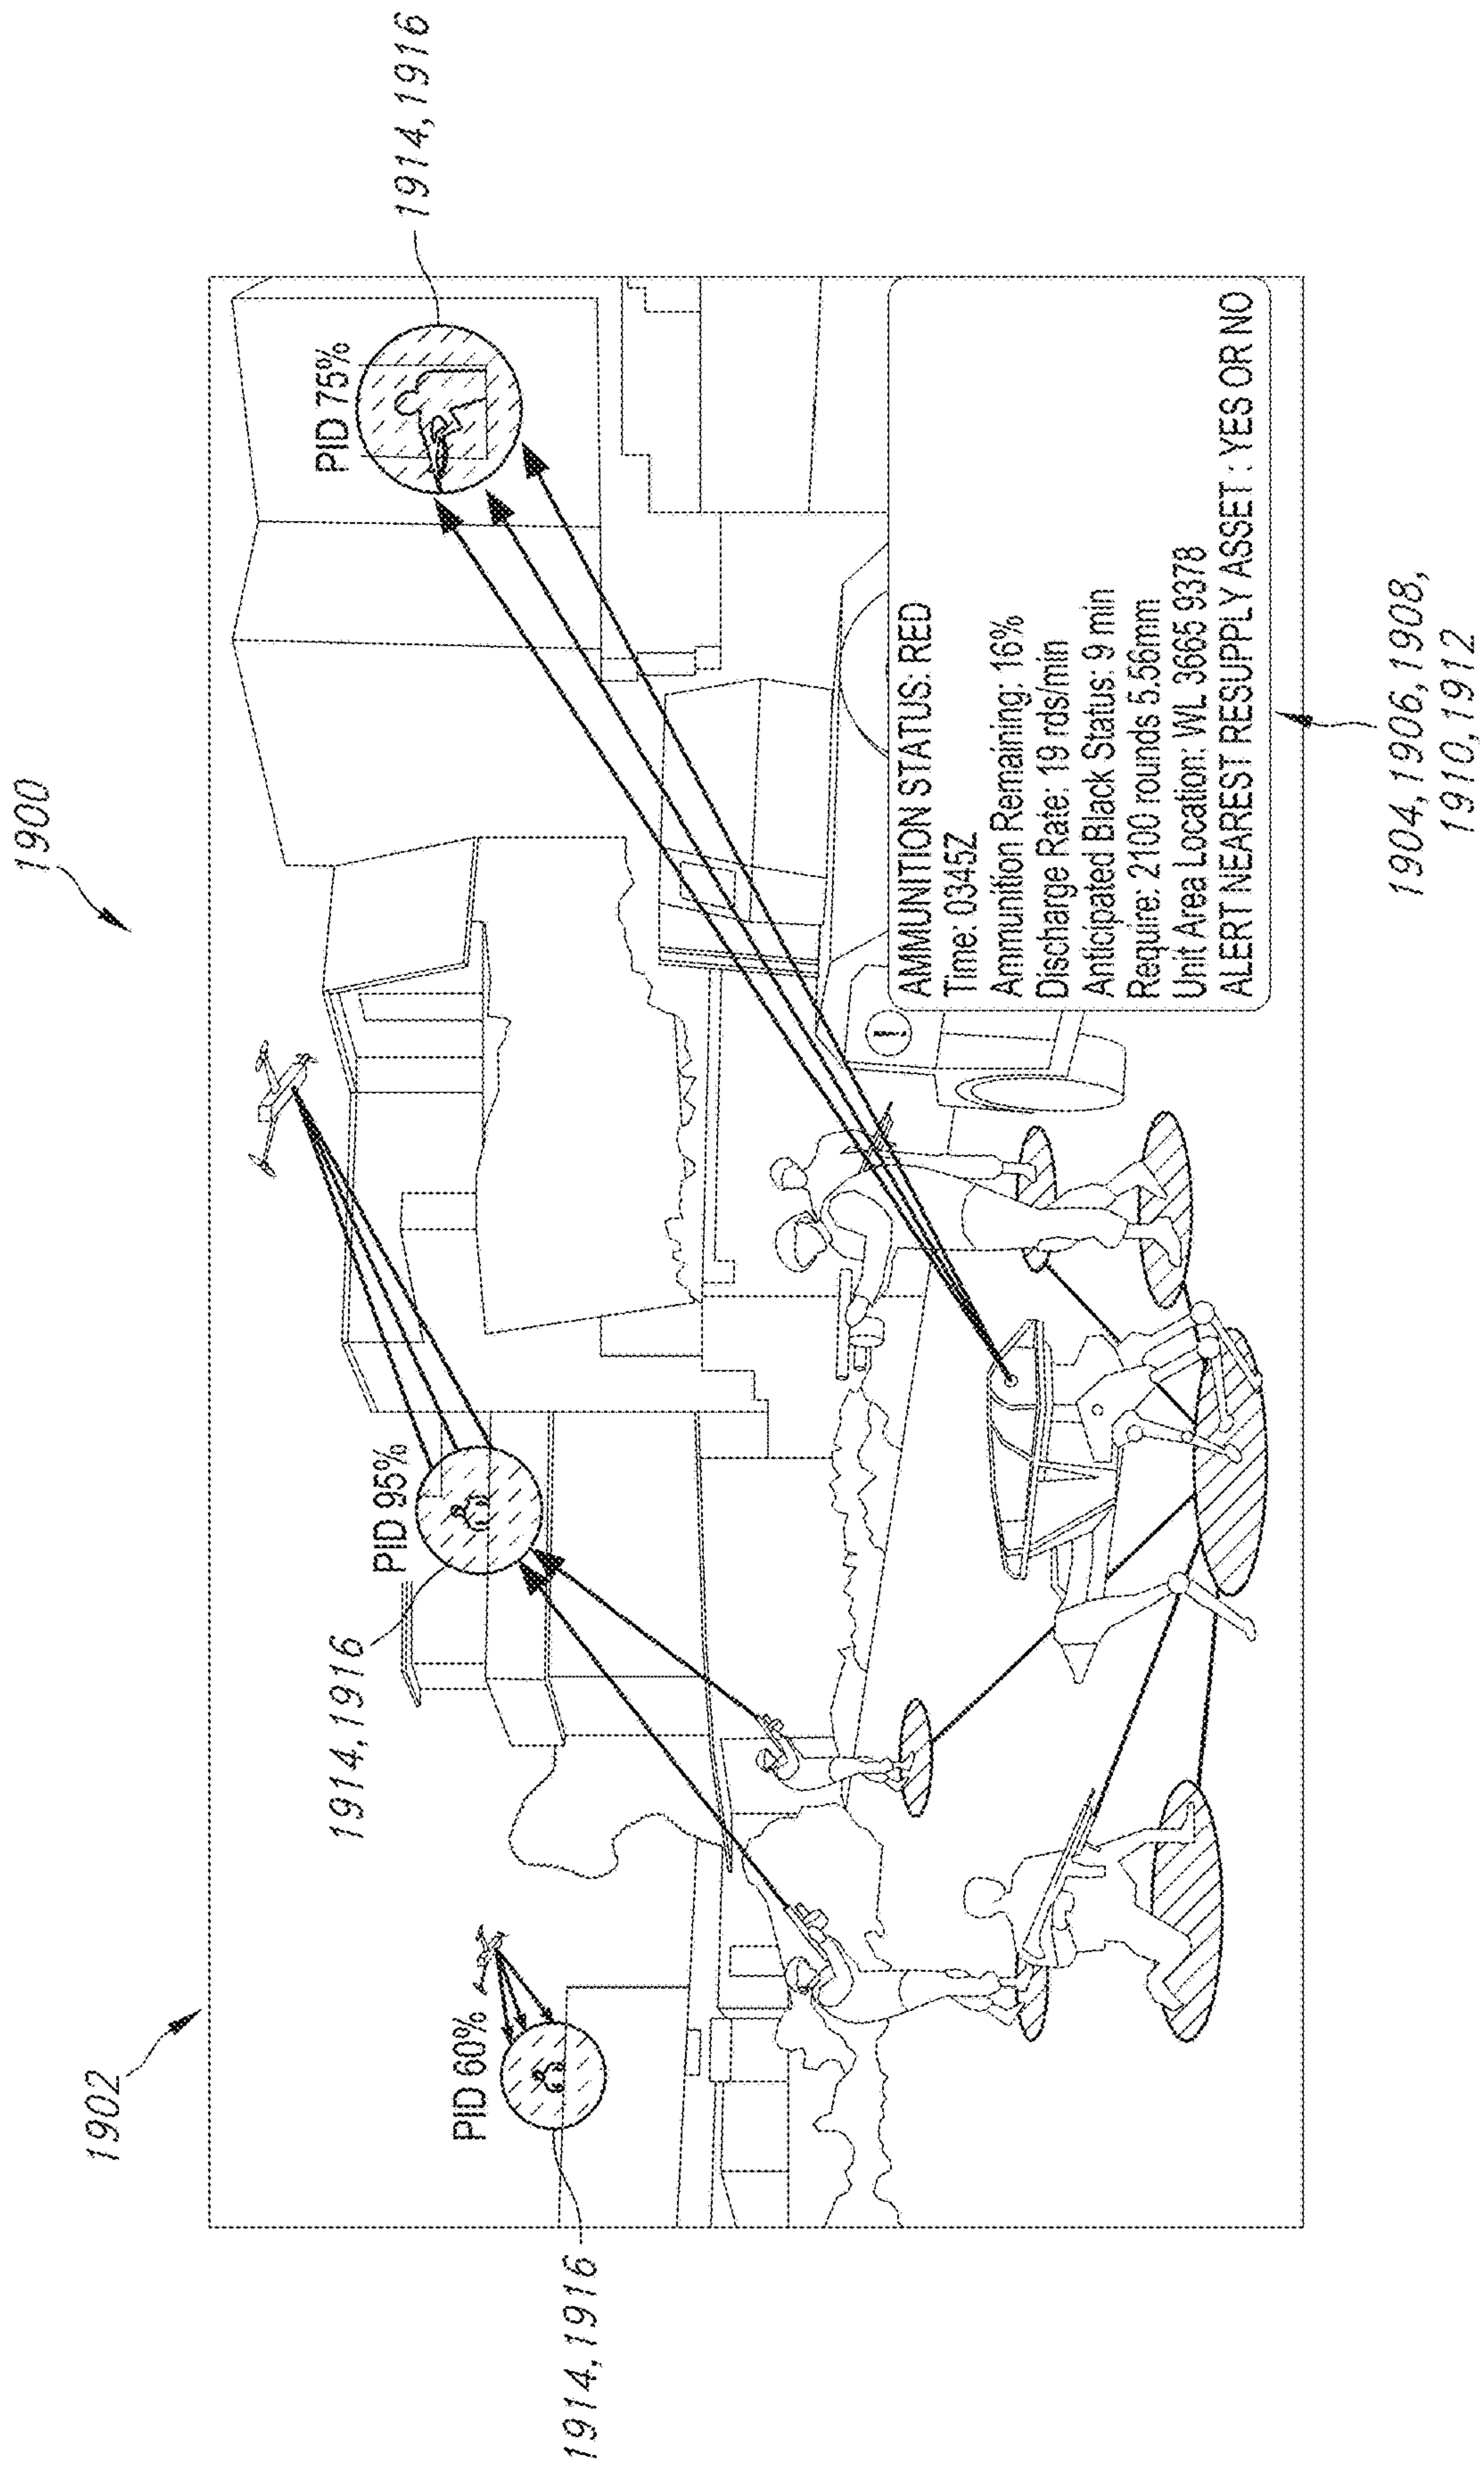 1900
1902
1914, 1916
PID 75%
PID 95%
1914, 1916
PID 60%
1914, 1916
AMMUNITION STATUS: RED
Time: 0345Z
Ammunition Remaining: 16%
Discharge Rate: 19 rds/min
Anticipated Black Status: 9 min
Require: 2100 rounds 5.56mm
Unit Area Location: WL 3665 9378
ALERT NEAREST RESUPPLY ASSET : YES OR NO
1904, 1906, 1908,
1910, 1912